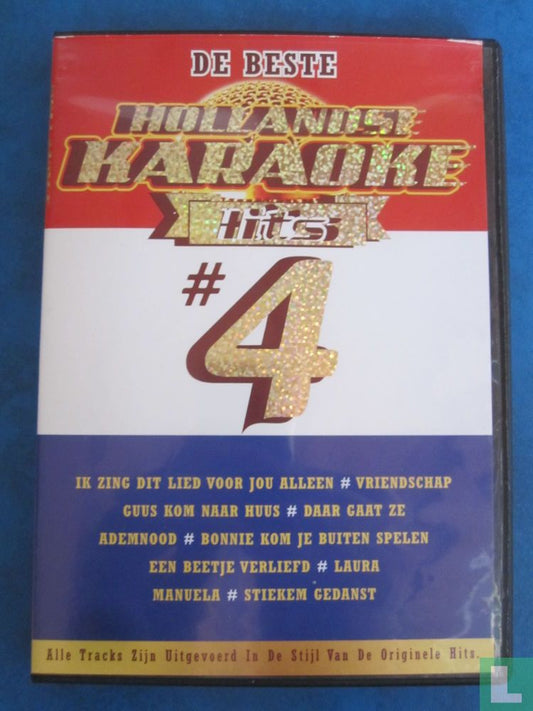 DE BESTE
HOLLANDSE
KARAOKE
Hits
#4
IK ZING DIT LIED VOOR JOU ALLEEN # VRIENDSCHAP
GUUS KOM NAAR HUUS # DAAR GAAT ZE
ADEMNOOD # BONNIE KOM JE BUITEN SPELEN
EEN BEETJE VERLIEFD # LAURA
MANUELA # STIEKEM GEDANST
Alle Tracks Zijn Uitgevoerd In De Stijl Van De Originele Hits.
L